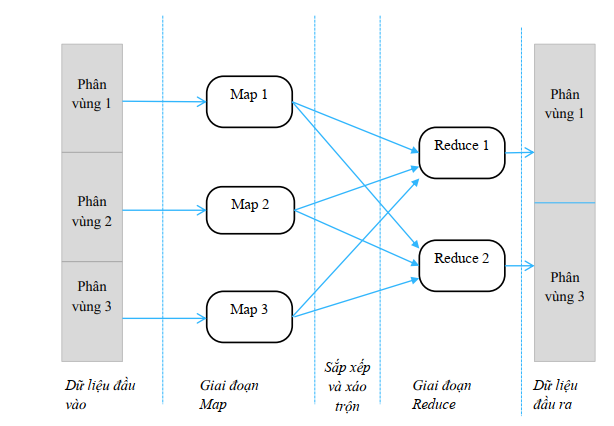 Phân
vùng 1
Phân
vùng 2
Phân
vùng 3
Map 1
Map 2
Map 3
Reduce 1
Reduce 2
Phân
vùng 1
Phân
vùng 3
Dữ liệu đầu
vào
Giai đoạn
Map
Sắp xếp
và xáo
trộn
Giai đoạn
Reduce
Dữ liệu
đầu ra